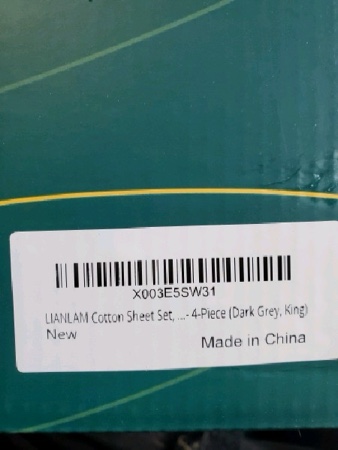 X003E5SW31
LIANLAM Cotton Sheet Set, ...- 4-Piece (Dark Grey, King)
New
Made in China